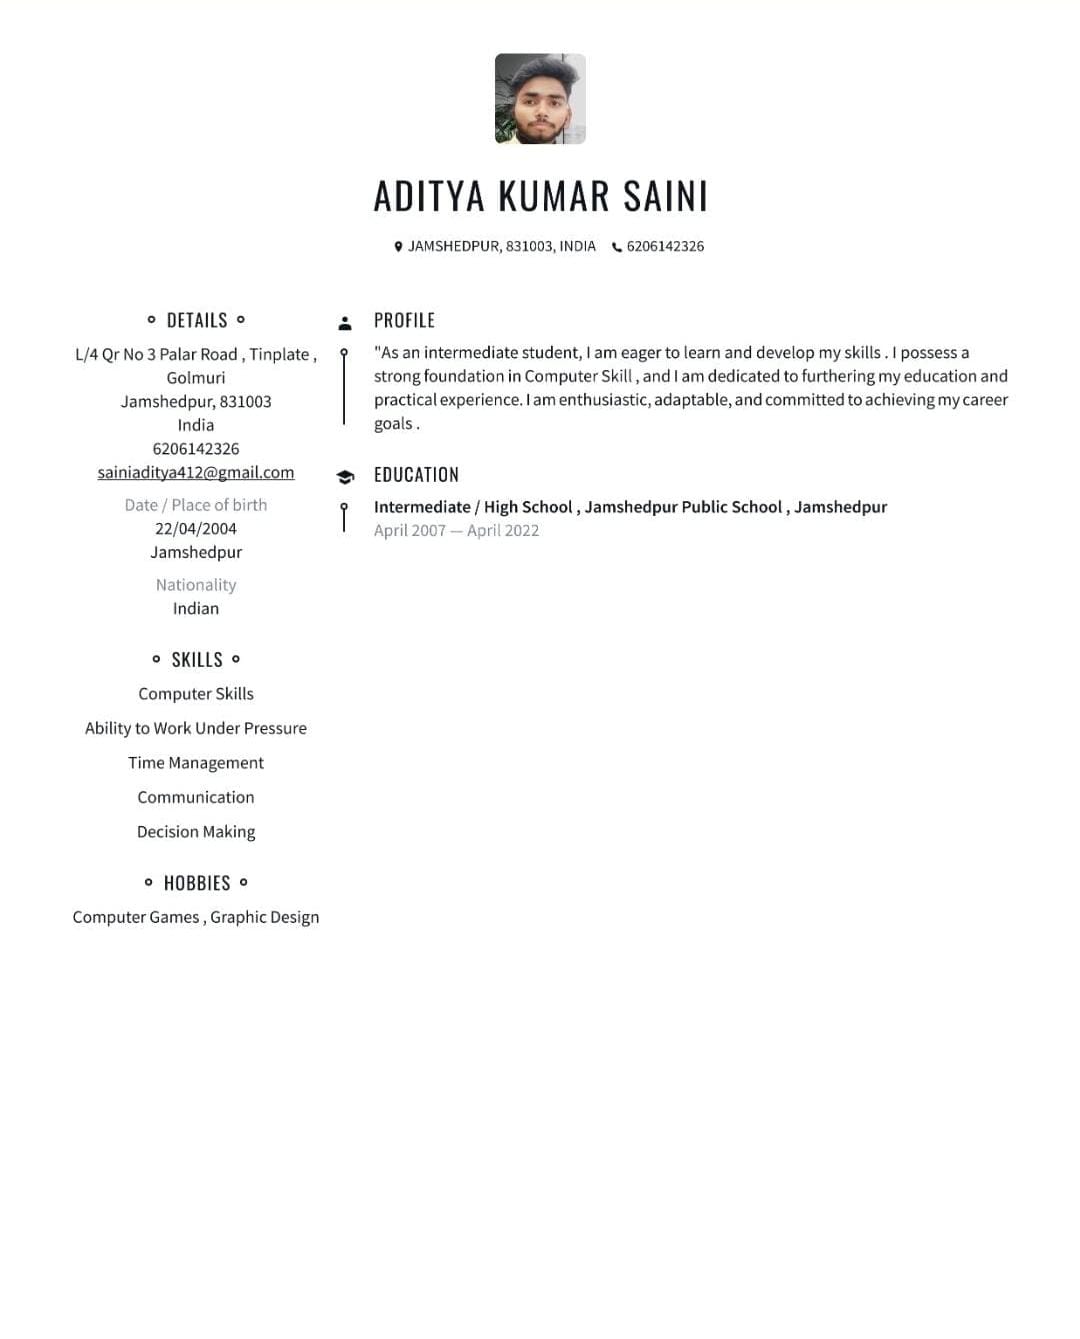 ADITYA KUMAR SAINI
JAMSHEDPUR, 831003, INDIA 6206142326
DETAILS
L/4 Qr No 3 Palar Road , Tinplate ,
Golmuri
Jamshedpur, 831003
India
6206142326
sainiaditya412@gmail.com
Date / Place of birth
22/04/2004
Jamshedpur
Nationality
Indian
SKILLS
Computer Skills
Ability to Work Under Pressure
Time Management
Communication
Decision Making
HOBBIES
Computer Games , Graphic Design
PROFILE
"As an intermediate student, I am eager to learn and develop my skills . I possess a
strong foundation in Computer Skill , and I am dedicated to furthering my education and
practical experience. I am enthusiastic, adaptable, and committed to achieving my career
goals .
EDUCATION
Intermediate / High School , Jamshedpur Public School , Jamshedpur
April 2007 — April 2022